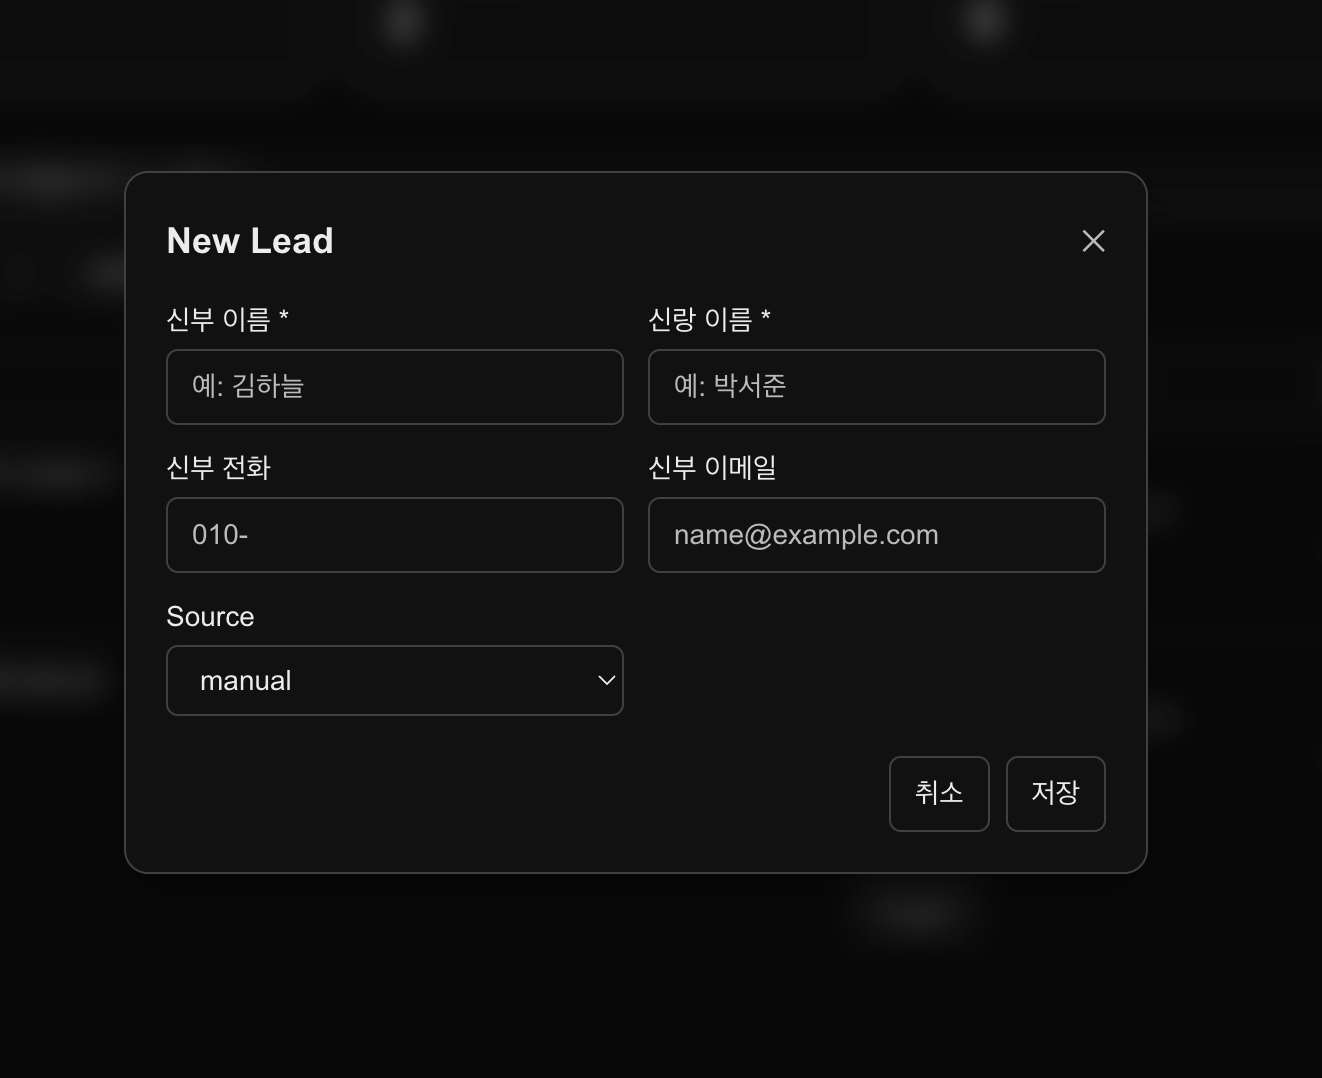 New Lead
신부 이름 *
신랑 이름 *
예: 김하늘
예: 박서준
신부 전화
신부 이메일
010-
name@example.com
Source
manual
취소
저장